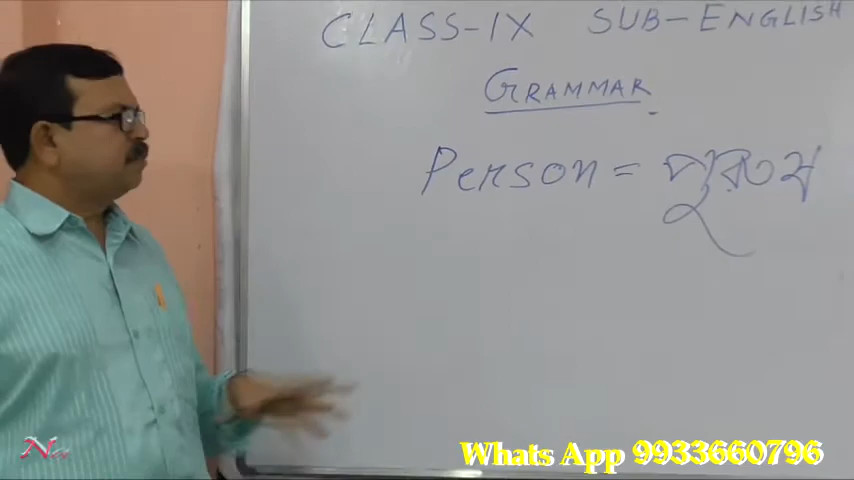 CLASS-IX SUB-ENGLISH
GRAMMAR
Person = পুরুষ
Whats App 9933660796